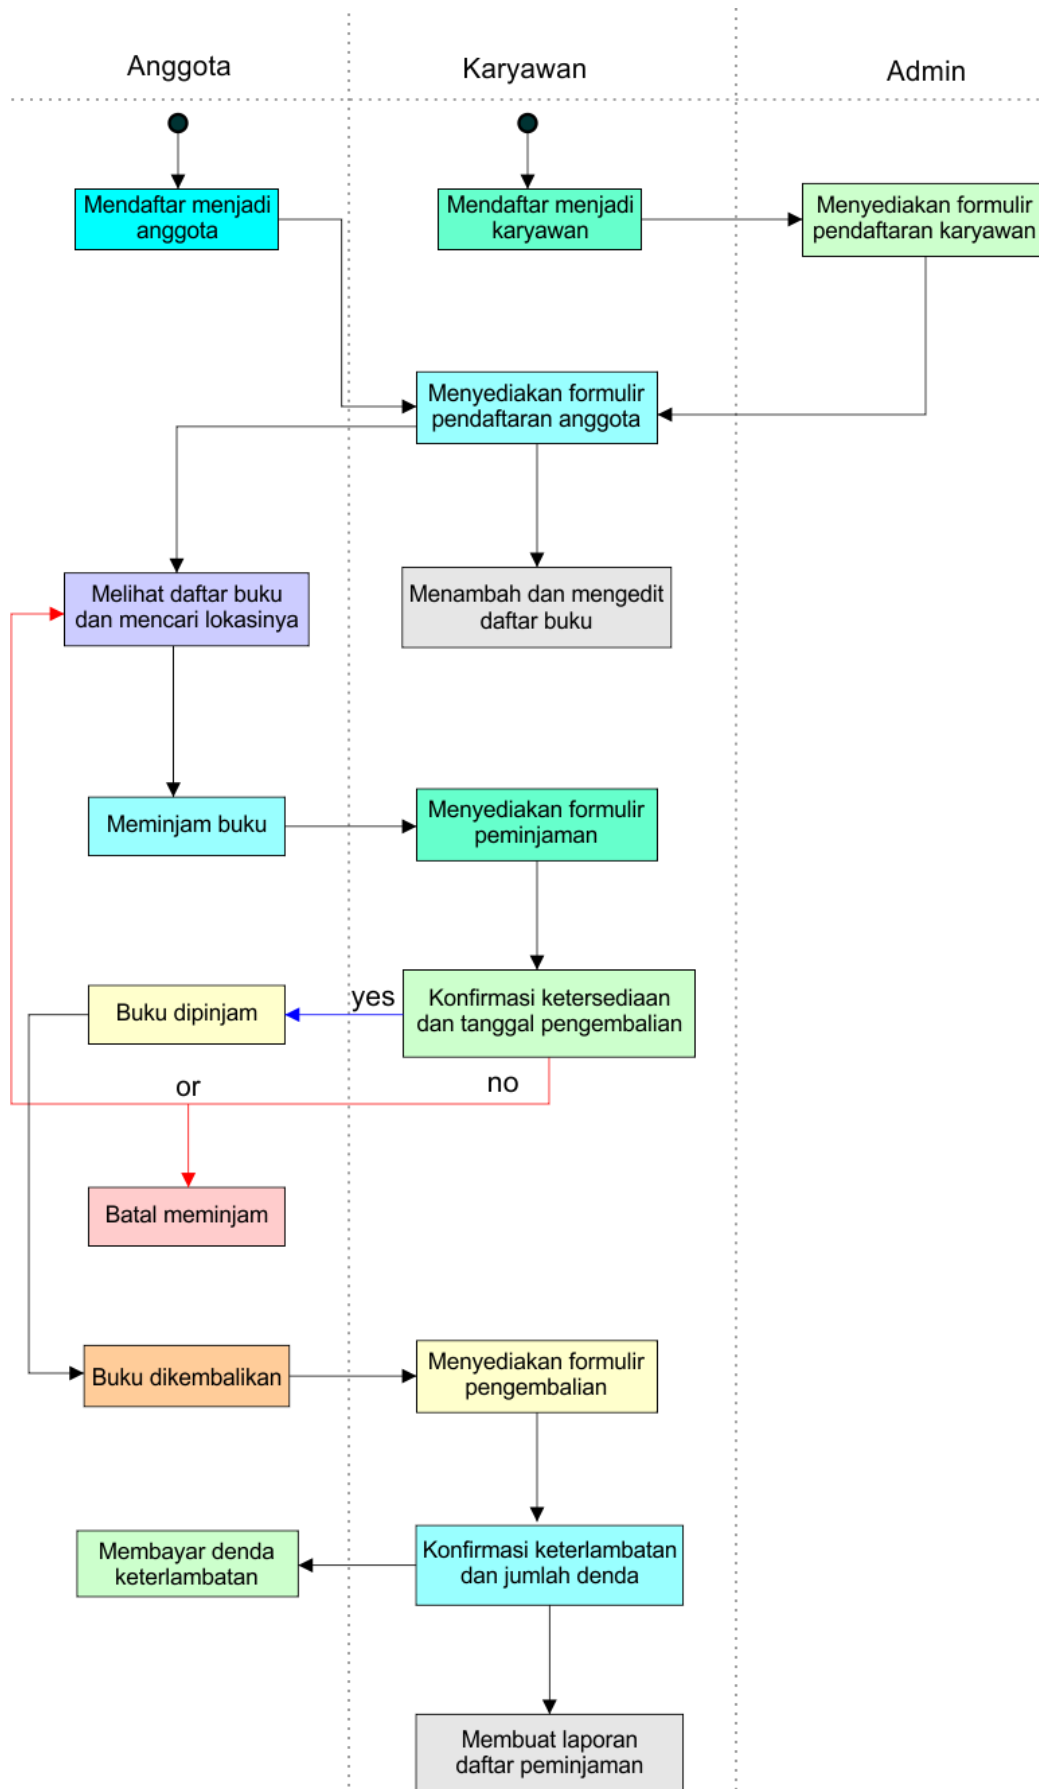 Anggota
Karyawan
Admin
Mendaftar menjadi
anggota
Mendaftar menjadi
karyawan
Menyediakan formulir
pendaftaran karyawan
Menyediakan formulir
pendaftaran anggota
Melihat daftar buku
dan mencari lokasinya
Menambah dan mengedit
daftar buku
Meminjam buku
Menyediakan formulir
peminjaman
Buku dipinjam
yes
Konfirmasi ketersediaan
dan tanggal pengembalian
or
no
Batal meminjam
Buku dikembalikan
Menyediakan formulir
pengembalian
Membayar denda
keterlambatan
Konfirmasi keterlambatan
dan jumlah denda
Membuat laporan
daftar peminjaman